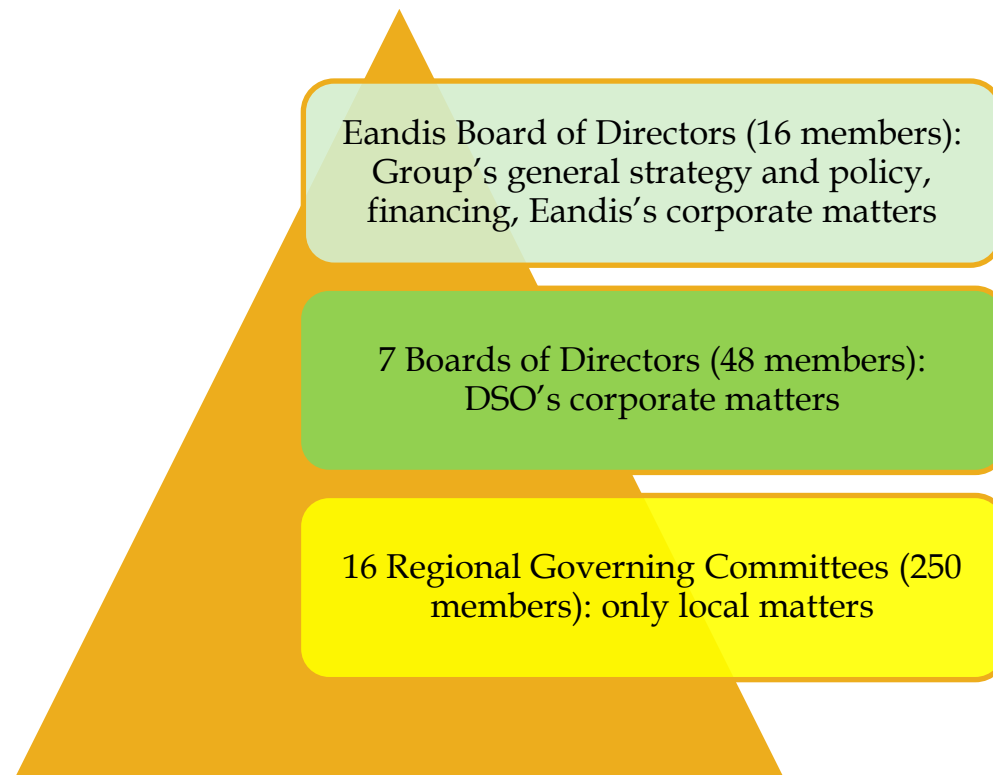 Eandis Board of Directors (16 members):
Group’s general strategy and policy,
financing, Eandis’s corporate matters
7 Boards of Directors (48 members):
DSO’s corporate matters
16 Regional Governing Committees (250
members): only local matters